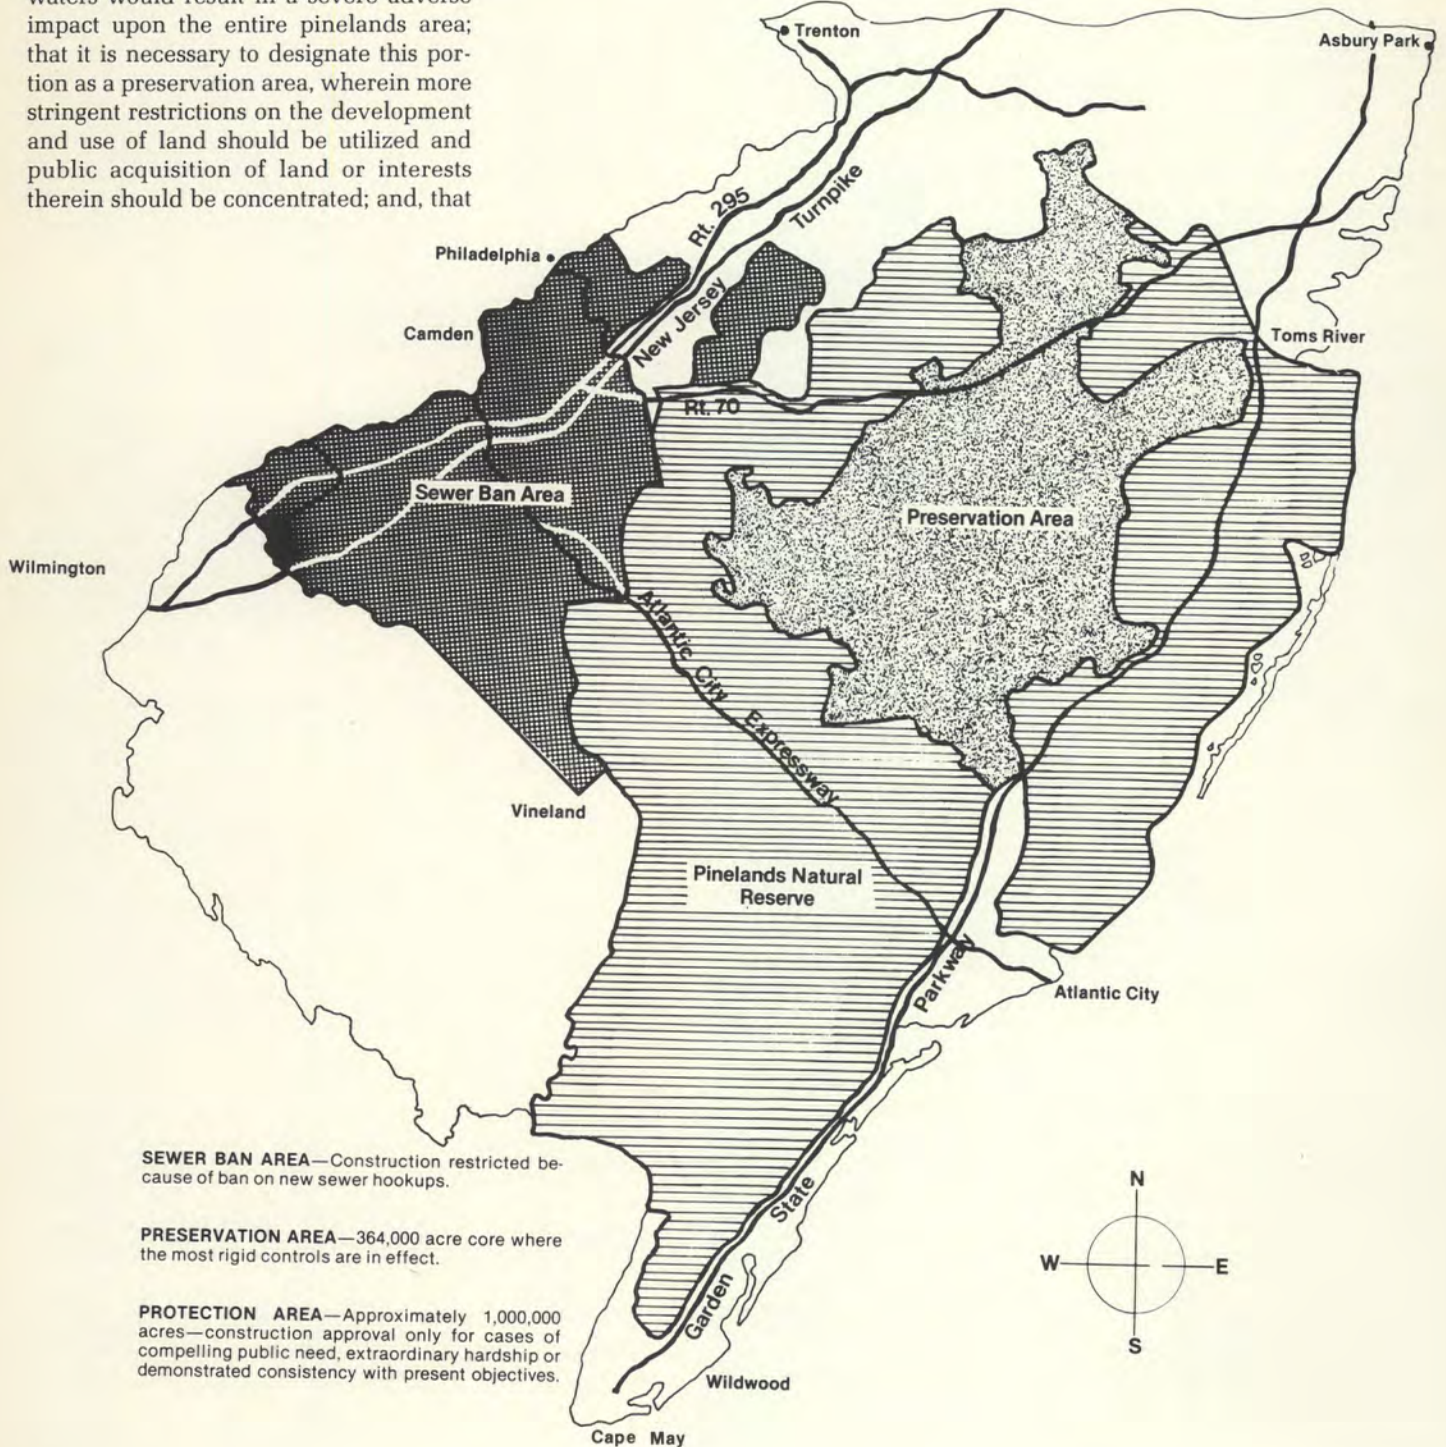 waters would result in a severe adverse
impact upon the entire pinelands area;
that it is necessary to designate this por-
tion as a preservation area, wherein more
stringent restrictions on the development
and use of land should be utilized and
public acquisition of land or interests
therein should be concentrated; and, that
Trenton
Asbury Park
Rt. 295
Turnpike
New Jersey
Philadelphia
Camden
Toms River
Rt. 70
Sewer Ban Area
Preservation Area
Wilmington
Atlantic City Expressway
Vineland
Pinelands Natural
Reserve
Parkway
Atlantic City
State
Garden
Wildwood
Cape May
SEWER BAN AREA—Construction restricted be-
cause of ban on new sewer hookups.
PRESERVATION AREA—364,000 acre core where
the most rigid controls are in effect.
PROTECTION AREA—Approximately 1,000,000
acres—construction approval only for cases of
compelling public need, extraordinary hardship or
demonstrated consistency with present objectives.
N
W
E
S